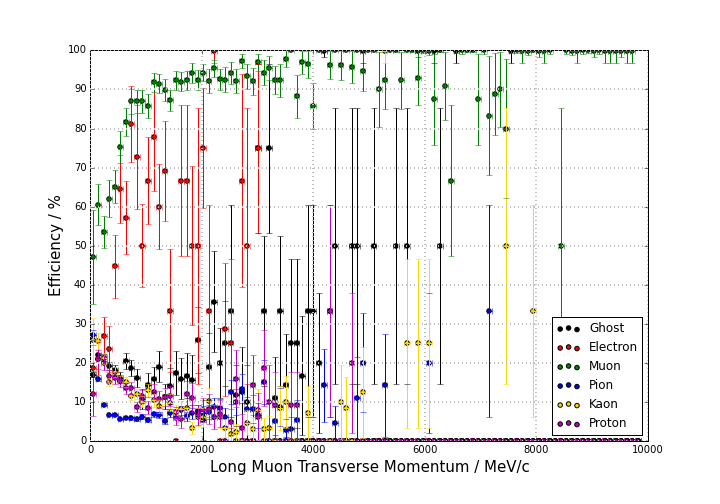 100
90
80
70
60
50
40
30
20
10
0
Efficiency / %
0
2000
4000
6000
8000
10000
Long Muon Transverse Momentum / MeV/c
Ghost
Electron
Muon
Pion
Kaon
Proton